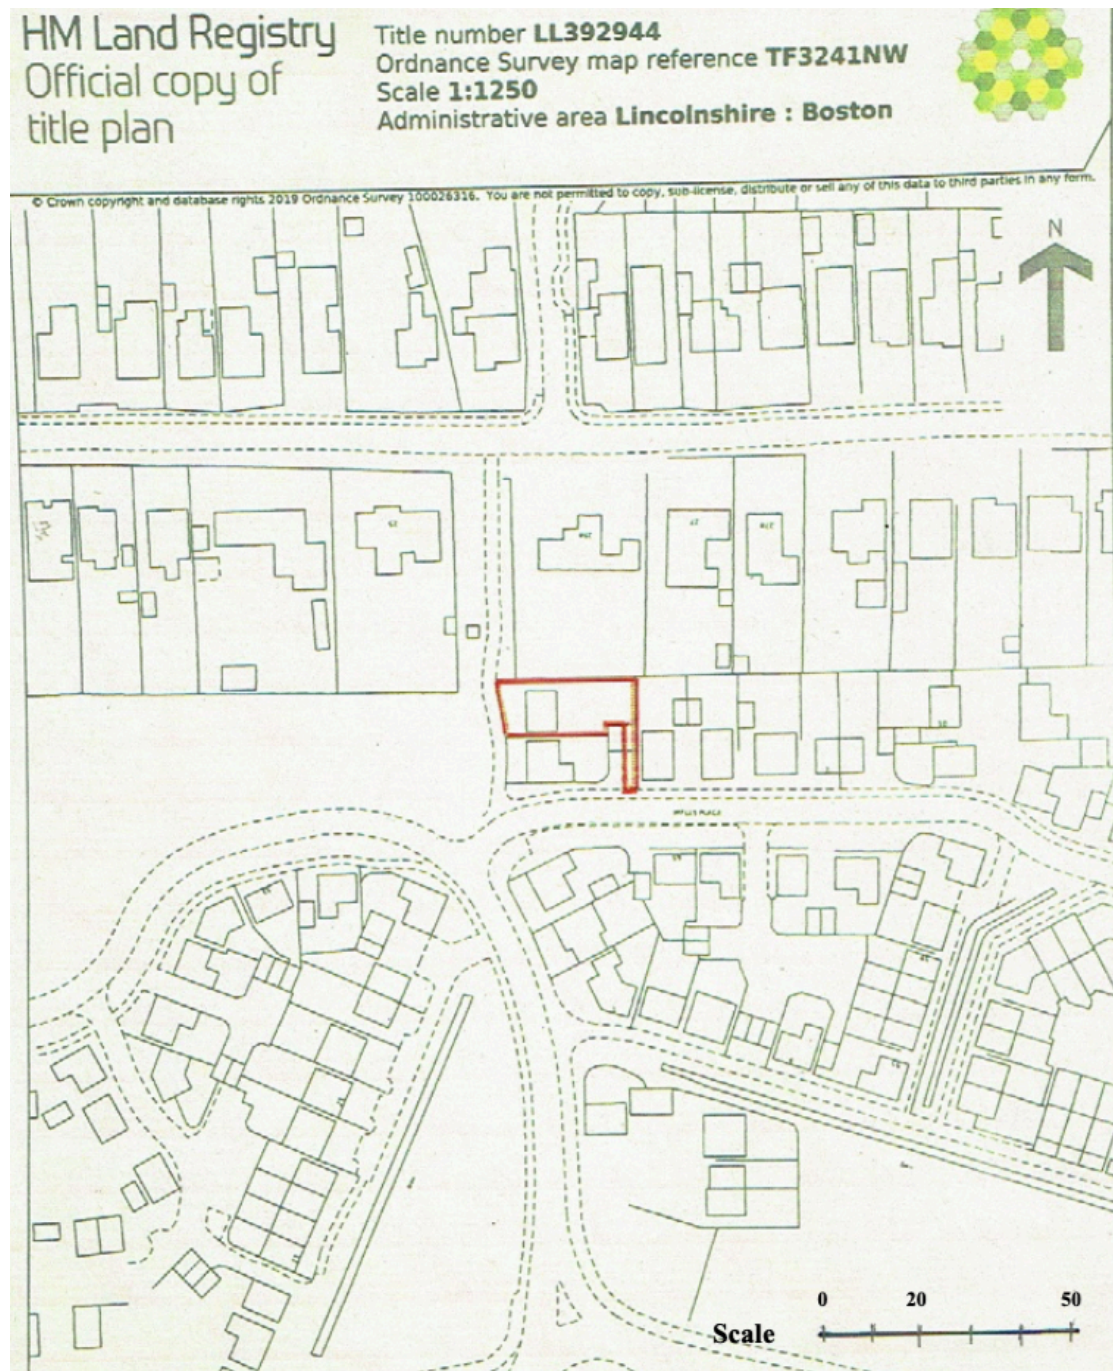 HM Land Registry
Official copy of
title plan
Title number LL392944
Ordnance Survey map reference TF3241NW
Scale 1:1250
Administrative area Lincolnshire : Boston
© Crown copyright and database rights 2019 Ordnance Survey 100026316. You are not permitted to copy, sub-license, distribute or sell any of this data to third parties in any form.
N
25
27
0 20 50
Scale